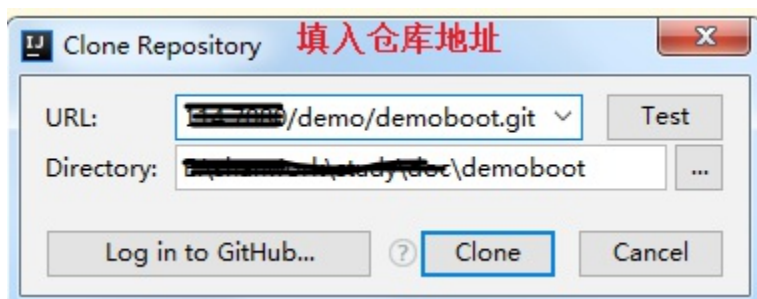 Clone Repository 填入仓库地址
URL: /demo/demoboot.git Test
Directory: \demoboot ...
Log in to GitHub... ? Clone Cancel